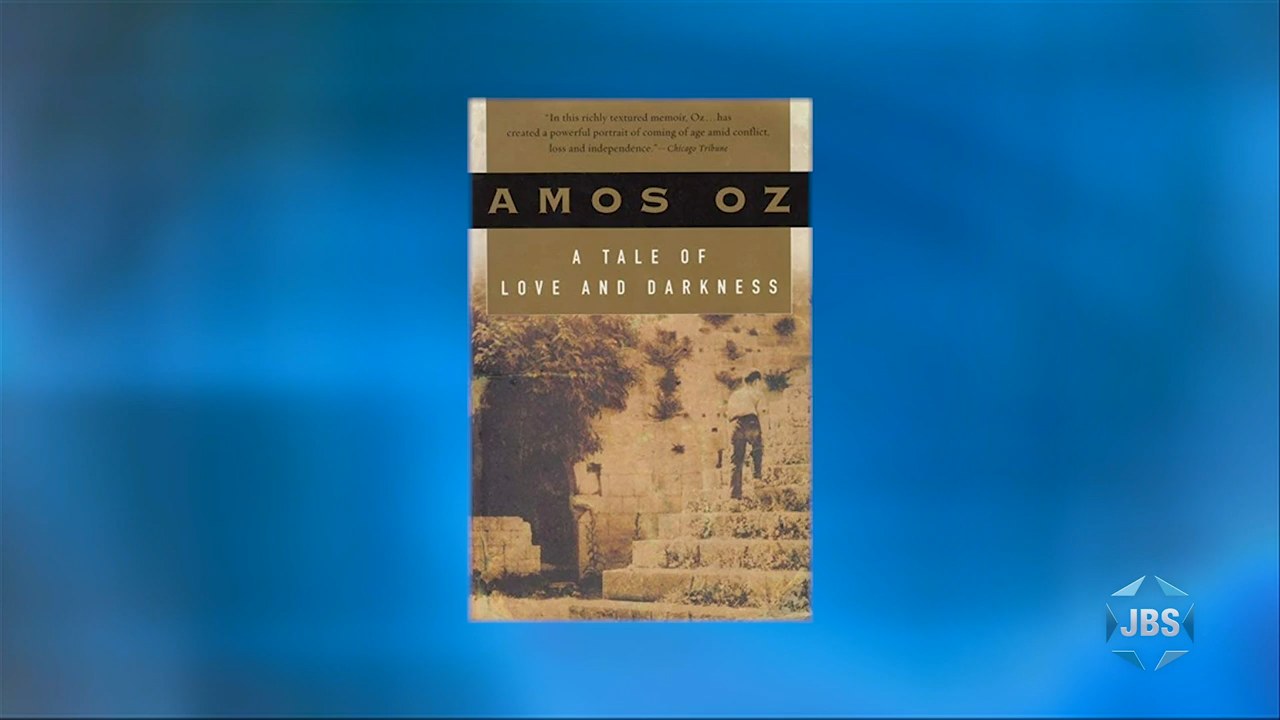 "In this richly textured memoir, Oz...has
created a powerful portrait of coming of age amid conflict,
loss and independence."--Chicago Tribune
AMOS OZ
A TALE OF
LOVE AND DARKNESS
JBS